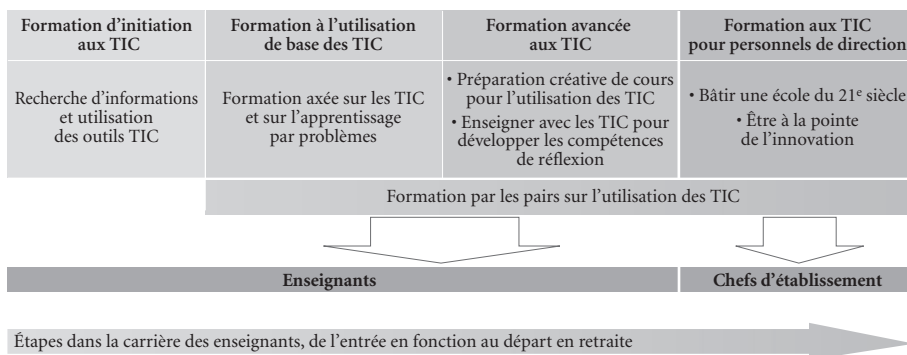 Formation d’initiation
aux TIC
Formation à l’utilisation
de base des TIC
Formation avancée
aux TIC
Formation aux TIC
pour personnels de direction
Recherche d’informations
et utilisation
des outils TIC
Formation axée sur les TIC
et sur l’apprentissage
par problèmes
• Préparation créative de cours
pour l’utilisation des TIC
• Enseigner avec les TIC pour
développer les compétences
de réflexion
• Bâtir une école du 21e siècle
• Être à la pointe
de l’innovation
Formation par les pairs sur l’utilisation des TIC
Enseignants
Chefs d’établissement
Étapes dans la carrière des enseignants, de l’entrée en fonction au départ en retraite